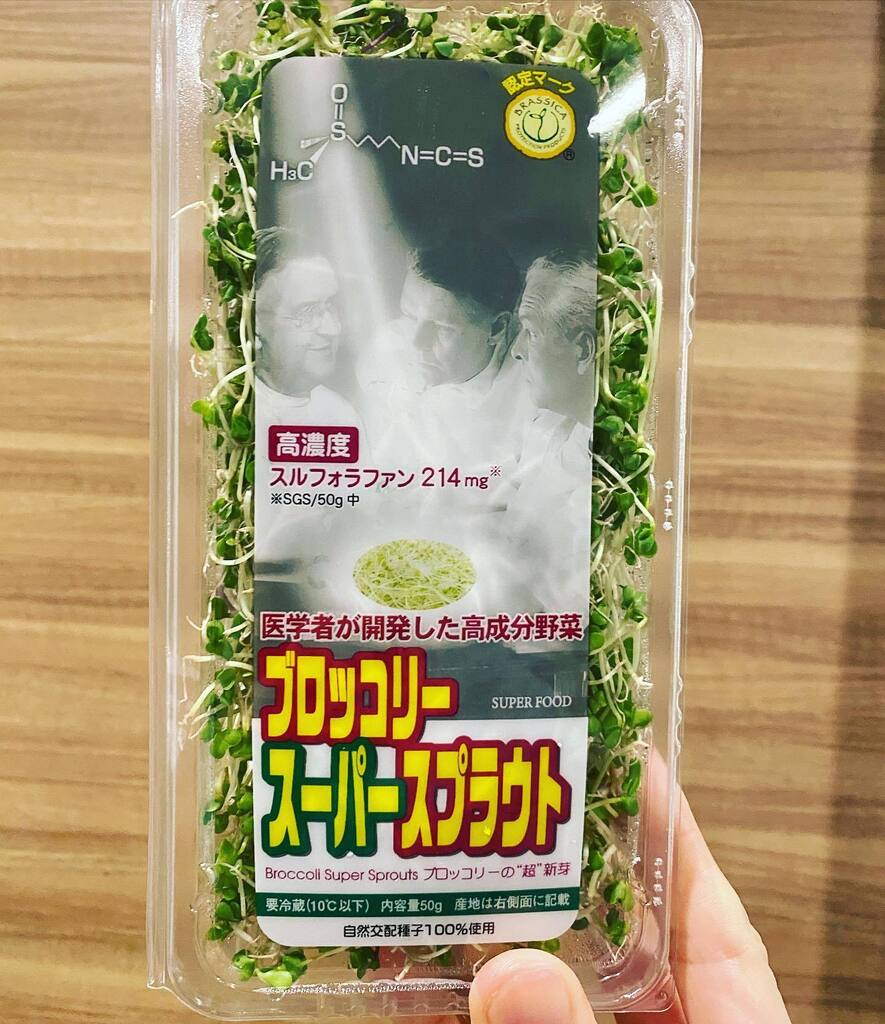 認定マーク
BRASSICA
PROTECTION PRODUCTS
®
O
S
H3C
N=C=S
高濃度
スルフォラファン 214mg※
※SGS/50g 中
医学者が開発した高成分野菜
ブロッコリー
SUPER FOOD
スーパースプラウト
Broccoli Super Sprouts ブロッコリーの“超”新芽
要冷蔵(10℃以下) 内容量50g 産地は右側面に記載
自然交配種子100%使用